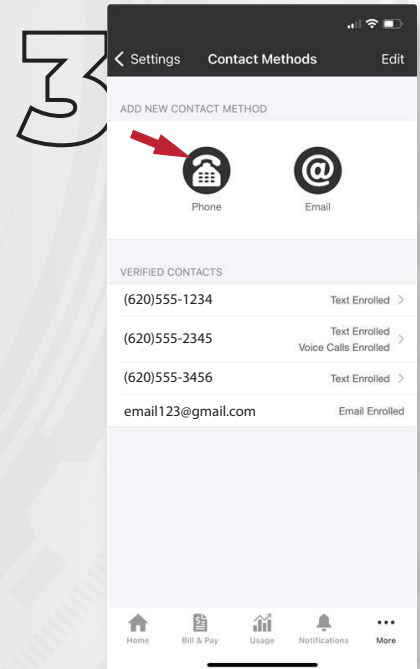 3
Settings Contact Methods Edit
ADD NEW CONTACT METHOD
@
Phone Email
VERIFIED CONTACTS
(620)555-1234 Text Enrolled
(620)555-2345 Text Enrolled
Voice Calls Enrolled
(620)555-3456 Text Enrolled
email123@gmail.com Email Enrolled
Home Bill & Pay Usage Notifications More